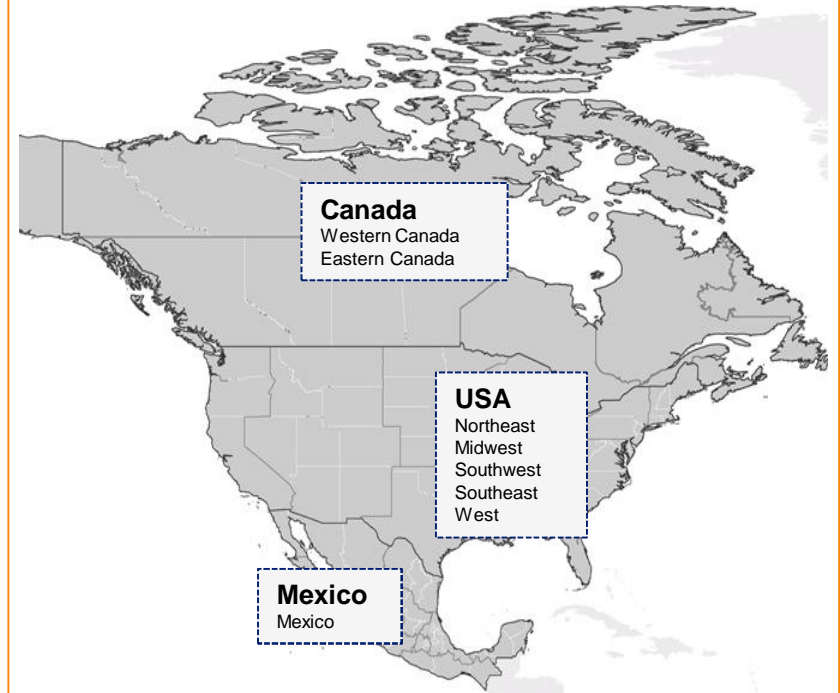 Canada
Western Canada
Eastern Canada
USA
Northeast
Midwest
Southwest
Southeast
West
Mexico
Mexico